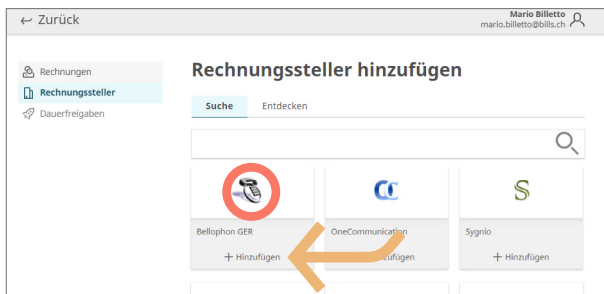 ← Zurück
Mario Billetto
mario.billetto@bills.ch
Rechnungen
Rechnungssteller
Dauerfreigaben
Rechnungssteller hinzufügen
Suche Entdecken
Bellophon GER OneCommunication Sygnio
+ Hinzufügen zufügen + Hinzufügen